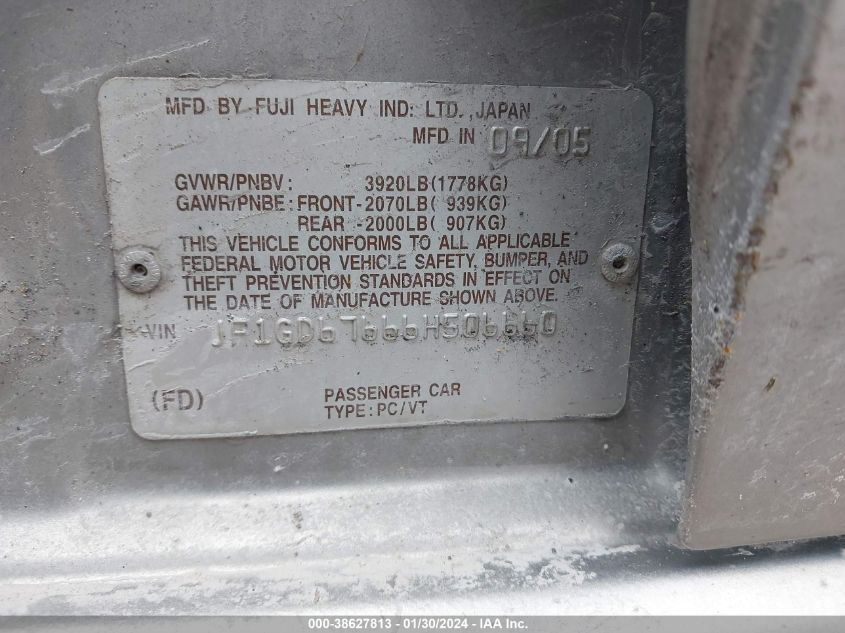 MFD BY FUJI HEAVY IND: LTD., JAPAN
MFD IN 09/05
GVWR/PNBV: 3920LB(1778KG)
GAWR/PNBE: FRONT-2070LB( 939KG)
REAR -2000LB( 907KG)
THIS VEHICLE CONFORMS TO ALL APPLICABLE
FEDERAL MOTOR VEHICLE SAFETY, BUMPER, AND
THEFT PREVENTION STANDARDS IN EFFECT ON
THE DATE OF MANUFACTURE SHOWN ABOVE.
VIN JF1GD67666H506660
(FD)
PASSENGER CAR
TYPE: PC/VT
000-38627813 - 01/30/2024 - IAA Inc.